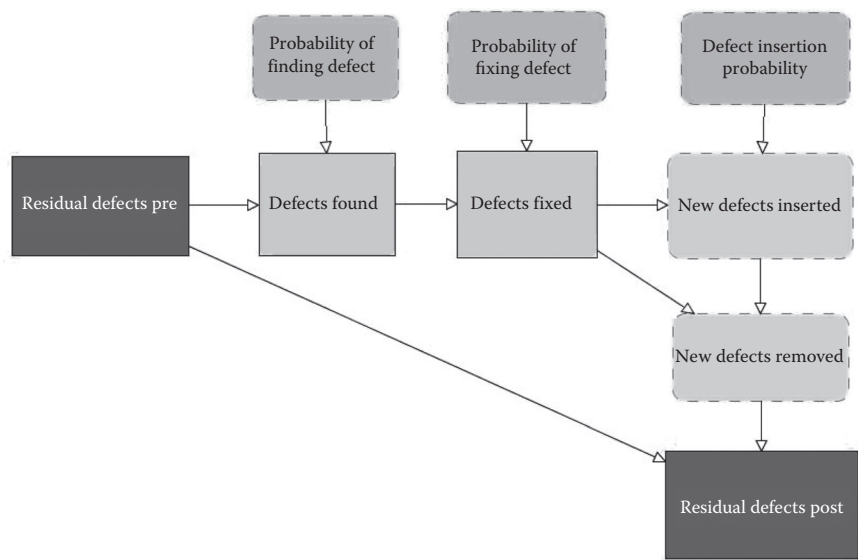 Probability of
finding defect
Probability of
fixing defect
Defect insertion
probability
Residual defects pre
Defects found
Defects fixed
New defects inserted
New defects removed
Residual defects post